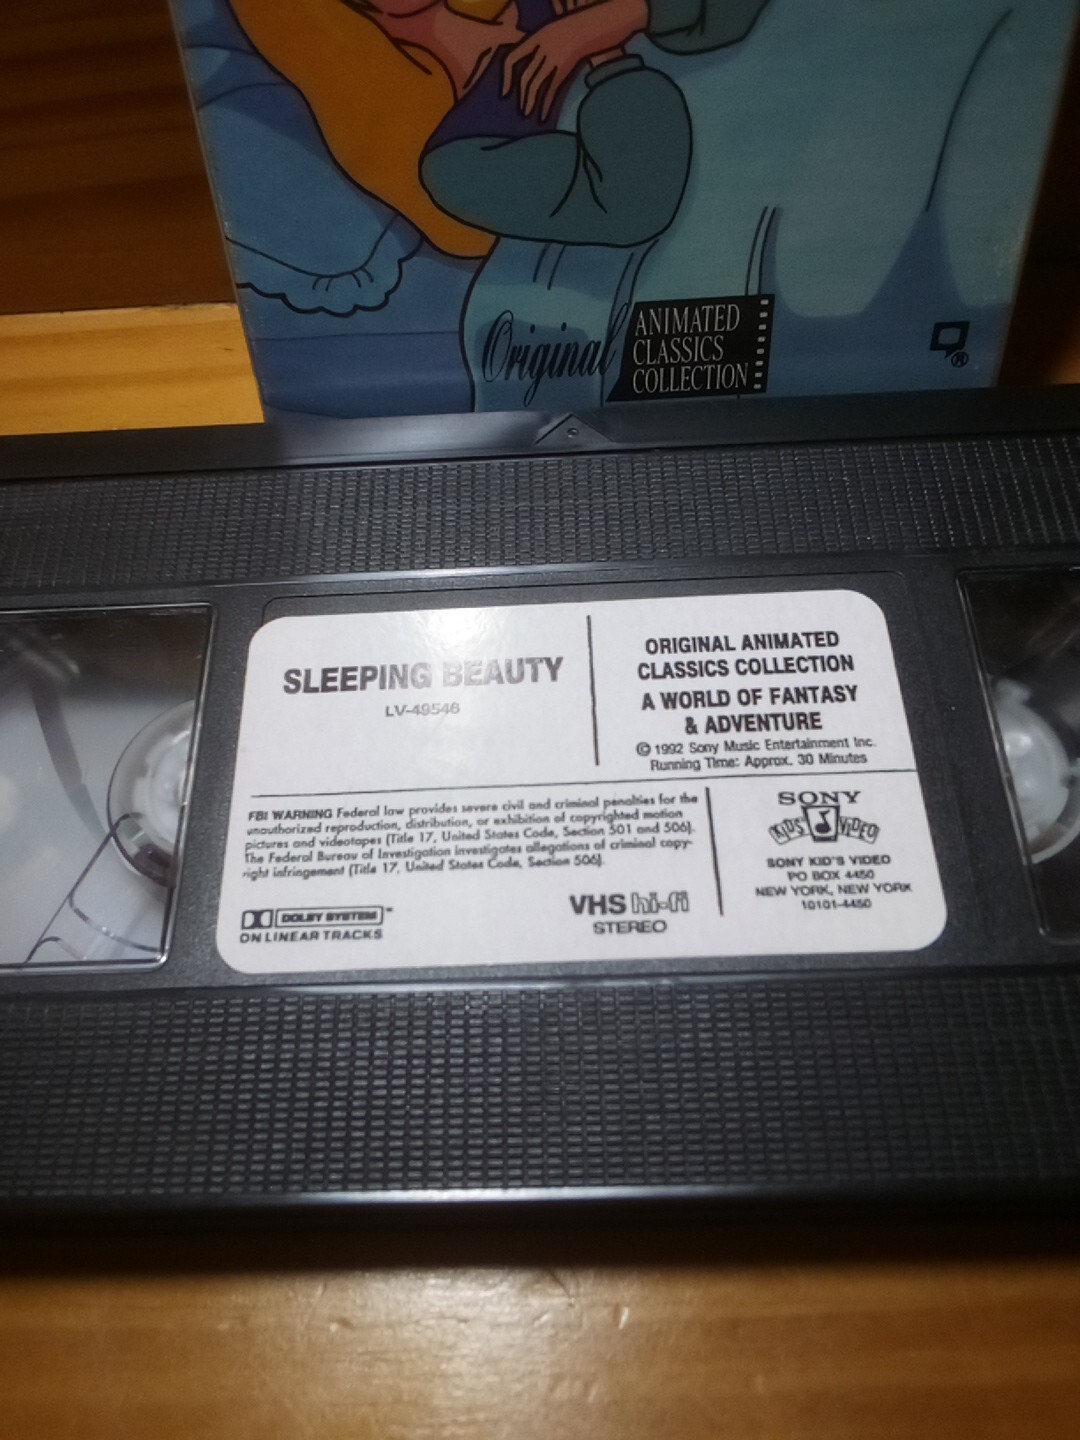 Original
ANIMATED
CLASSICS
COLLECTION
®
SLEEPING BEAUTY
LV-49546
ORIGINAL ANIMATED
CLASSICS COLLECTION
A WORLD OF FANTASY
& ADVENTURE
© 1992 Sony Music Entertainment Inc.
Running Time: Approx. 30 Minutes
FBI WARNING Federal law provides severe civil and criminal penalties for the
unauthorized reproduction, distribution, or exhibition of copyrighted motion
pictures and videotapes (Title 17, United States Code, Section 501 and 506).
The Federal Bureau of Investigation investigates allegations of criminal copy-
right infringement (Title 17, United States Code, Section 506).
DOLBY SYSTEM ™
ON LINEAR TRACKS
VHS hi-fi
STEREO
SONY
KIDS' VIDEO
SONY KID'S VIDEO
PO BOX 4450
NEW YORK, NEW YORK
10101-4450